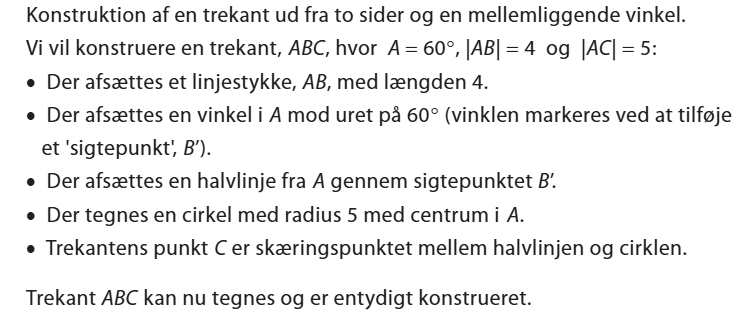 Konstruktion af en trekant ud fra to sider og en mellemliggende vinkel.
Vi vil konstruere en trekant, ABC, hvor A = 60°, |AB| = 4 og |AC| = 5:
• Der afsættes et linjestykke, AB, med længden 4.
• Der afsættes en vinkel i A mod uret på 60° (vinklen markeres ved at tilføje
et 'sigtepunkt', B').
• Der afsættes en halvlinje fra A gennem sigtepunktet B'.
• Der tegnes en cirkel med radius 5 med centrum i A.
• Trekantens punkt C er skæringspunktet mellem halvlinjen og cirklen.
Trekant ABC kan nu tegnes og er entydigt konstrueret.